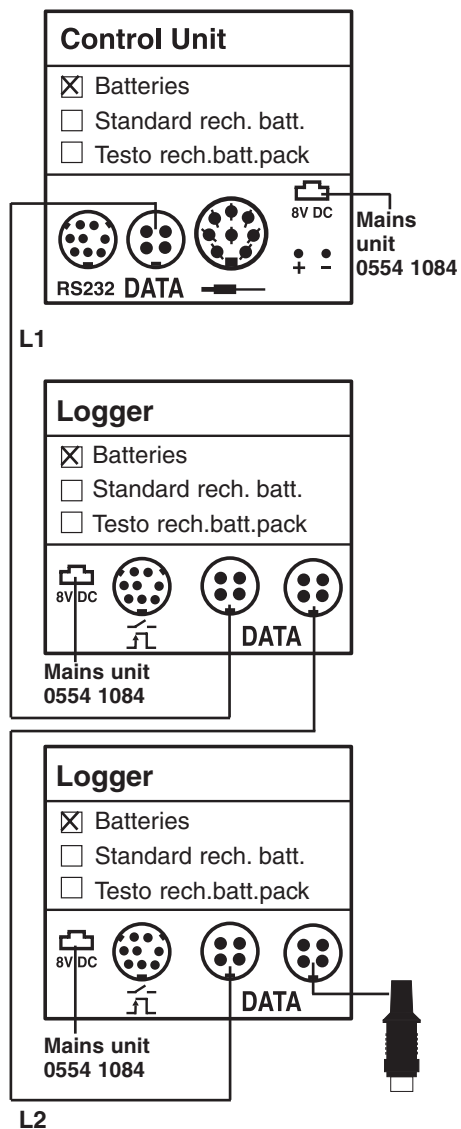 Control Unit
Batteries
Standard rech. batt.
Testo rech.batt.pack
8V DC
Mains
unit
0554 1084
+ -
RS232 DATA
L1
Logger
Batteries
Standard rech. batt.
Testo rech.batt.pack
8V DC
DATA
Mains unit
0554 1084
Logger
Batteries
Standard rech. batt.
Testo rech.batt.pack
8V DC
DATA
Mains unit
0554 1084
L2